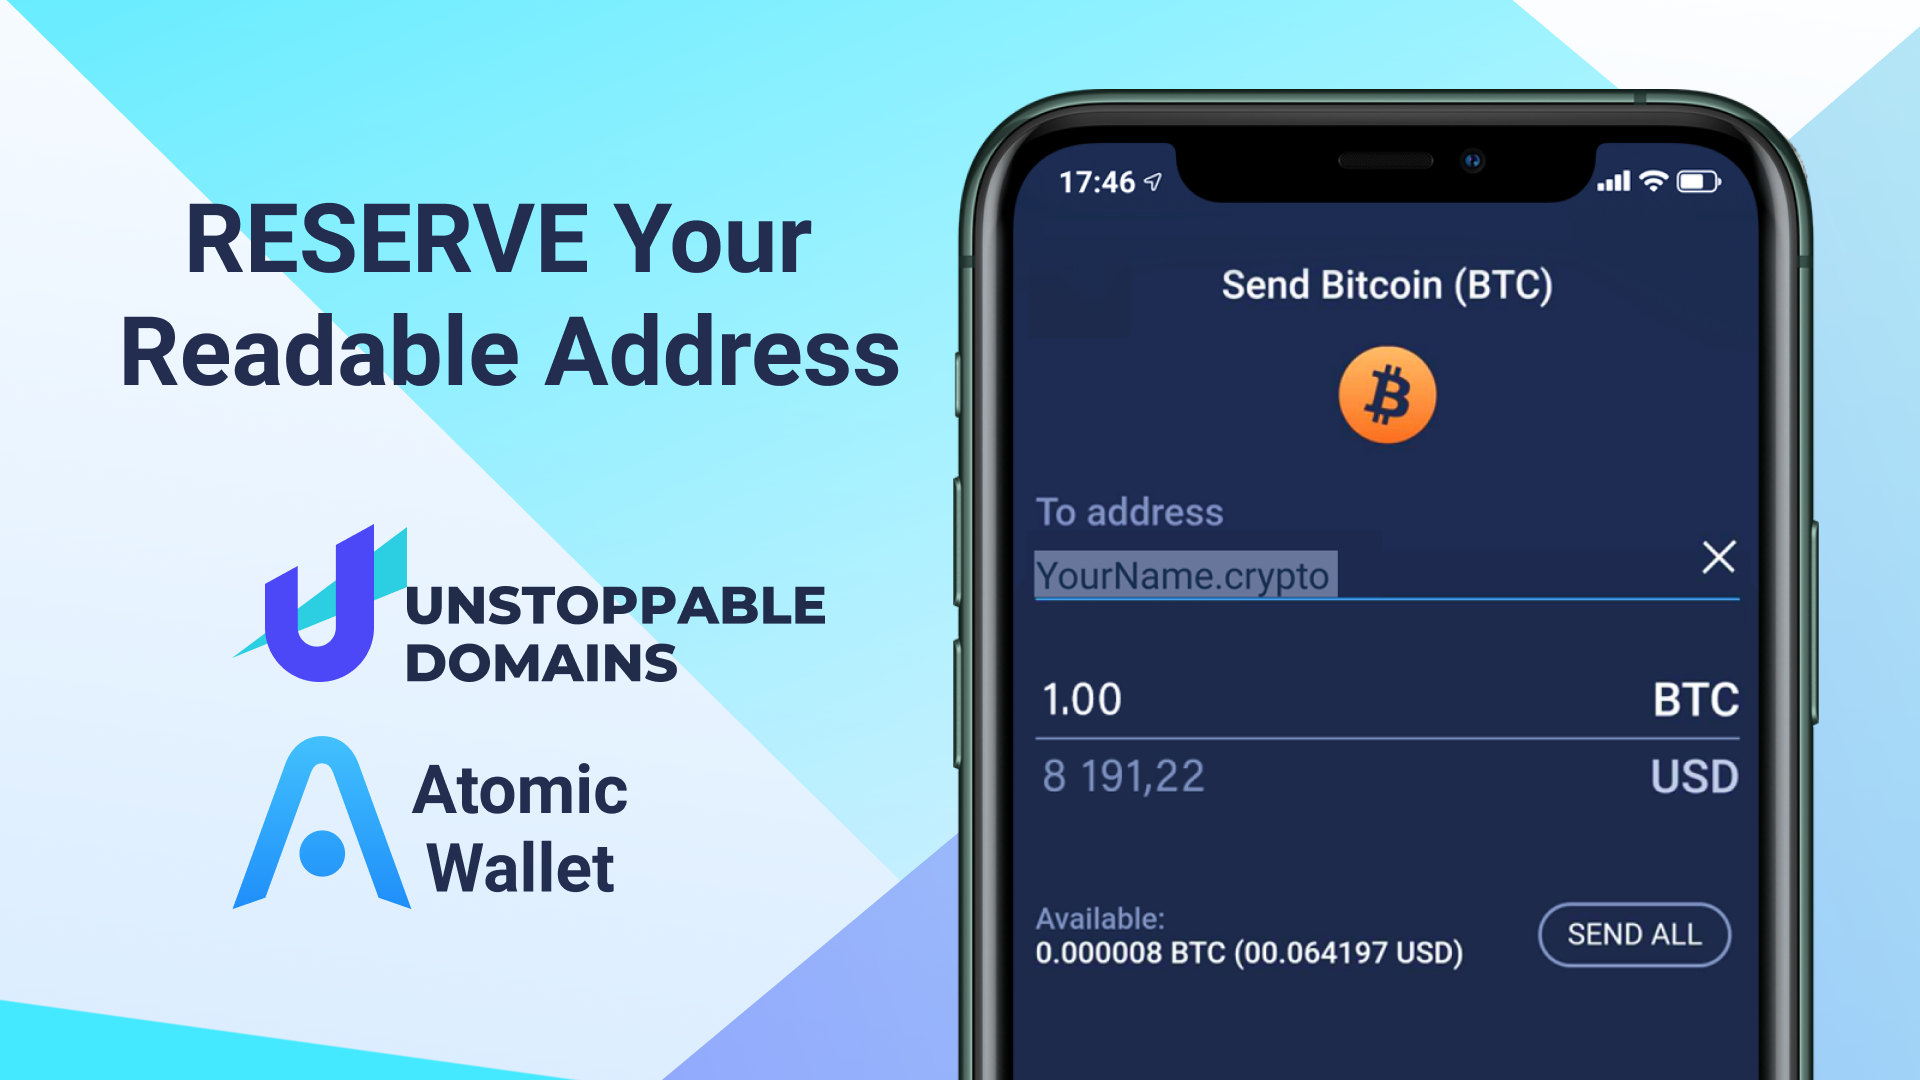 RESERVE Your
Readable Address
UNSTOPPABLE
DOMAINS
Atomic
Wallet
17:46
Send Bitcoin (BTC)
To address
YourName.crypto
1.00 BTC
8 191,22 USD
Available:
0.000008 BTC (00.064197 USD)
SEND ALL